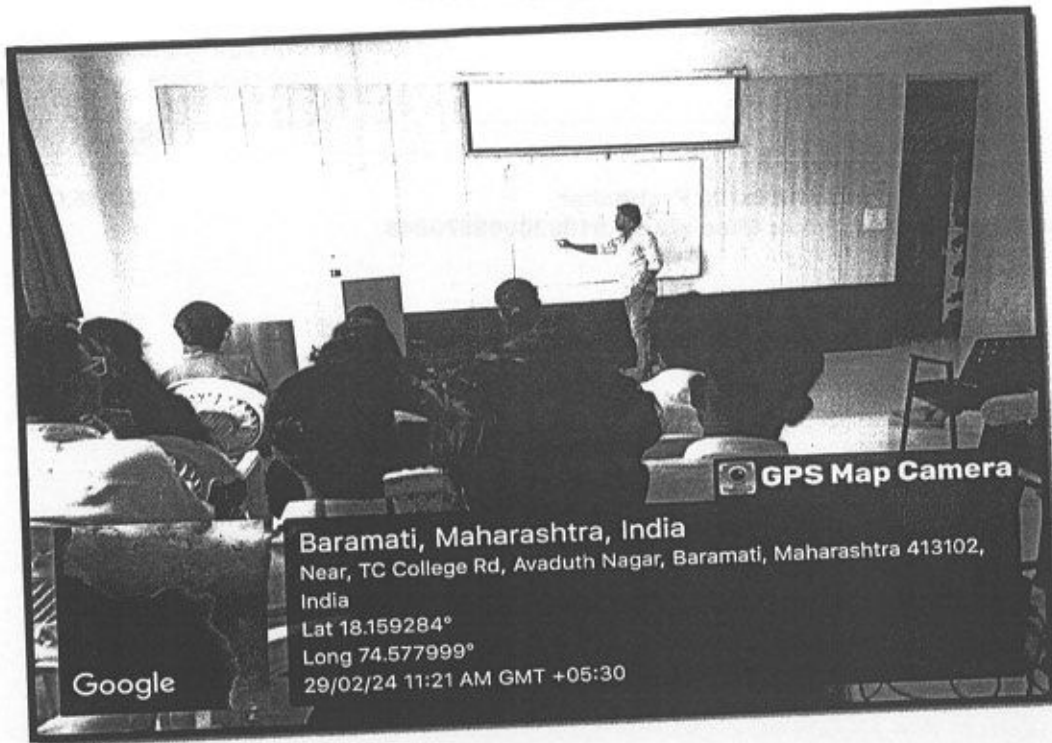 GPS Map Camera
Baramati, Maharashtra, India
Near, TC College Rd, Avaduth Nagar, Baramati, Maharashtra 413102,
India
Lat 18.159284°
Long 74.577999°
29/02/24 11:21 AM GMT +05:30
Google